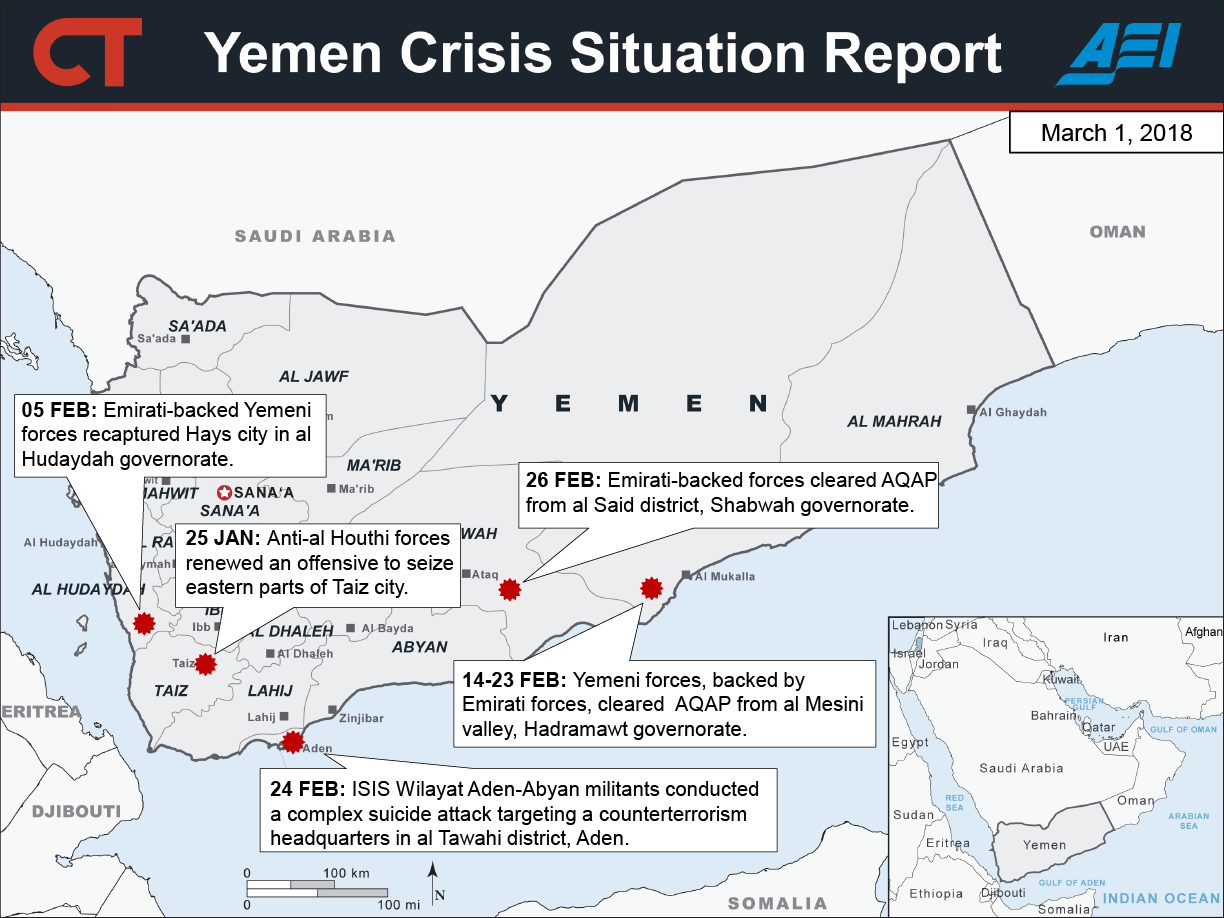 CT
Yemen Crisis Situation Report
AEI
March 1, 2018
SAUDI ARABIA
OMAN
SA'ADA
Sa'ada
AL JAWF
YEMEN
AL MAHRAH
Al Ghaydah
05 FEB: Emirati-backed Yemeni
forces recaptured Hays city in al
Hudaydah governorate.
MA'RIB
Ma'rib
SANA'A
SANA'A
26 FEB: Emirati-backed forces cleared AQAP
from al Said district, Shabwah governorate.
25 JAN: Anti-al Houthi forces
renewed an offensive to seize
eastern parts of Taiz city.
Al Hudaydah
AL HUDAYDAH
Ataq
Al Mukalla
Ibb
AL DHALEH
Al Bayda
ABYAN
Al Dhaleh
Taiz
TAIZ
LAHIJ
Lahij
Zinjibar
Aden
14-23 FEB: Yemeni forces, backed by
Emirati forces, cleared  AQAP from al Mesini
valley, Hadramawt governorate.
24 FEB: ISIS Wilayat Aden-Abyan militants conducted
a complex suicide attack targeting a counterterrorism
headquarters in al Tawahi district, Aden.
ERITREA
DJIBOUTI
SOMALIA
0 100 km
0 100 mi
N
Lebanon
Syria
Israel
Jordan
Iraq
Iran
Afghan
Kuwait
PERSIAN
GULF
Bahrain
Qatar
UAE
GULF OF OMAN
Egypt
Saudi Arabia
RED
SEA
Oman
ARABIAN
SEA
Sudan
Eritrea
Yemen
GULF OF ADEN
Ethiopia
Djibouti
Somalia
INDIAN OCEAN